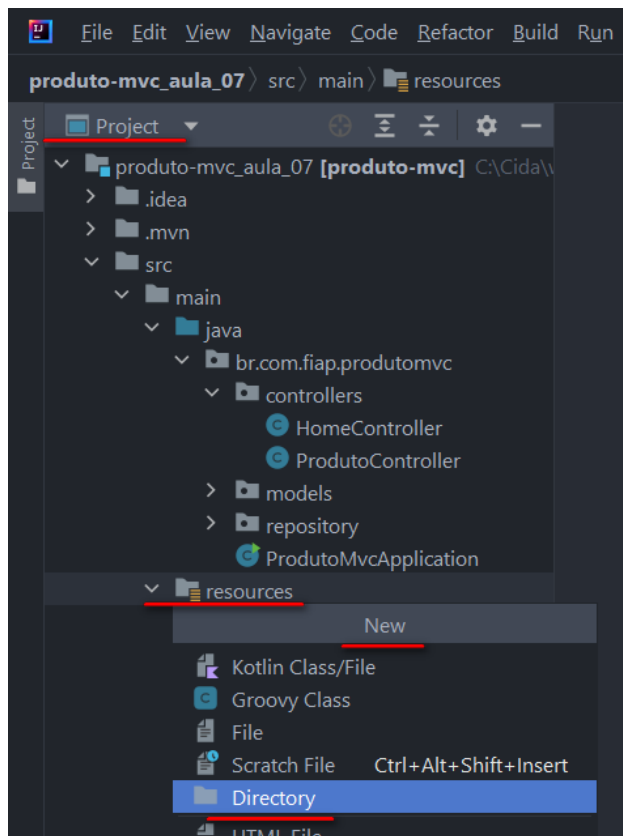 File Edit View Navigate Code Refactor Build Run
produto-mvc_aula_07 〉 src 〉 main 〉 resources
Project
Project
produto-mvc_aula_07 [produto-mvc] C:\Cida\
.idea
.mvn
src
main
java
br.com.fiap.produtomvc
controllers
HomeController
ProdutoController
models
repository
ProdutoMvcApplication
resources
New
Kotlin Class/File
Groovy Class
File
Scratch File Ctrl+Alt+Shift+Insert
Directory
HTML File